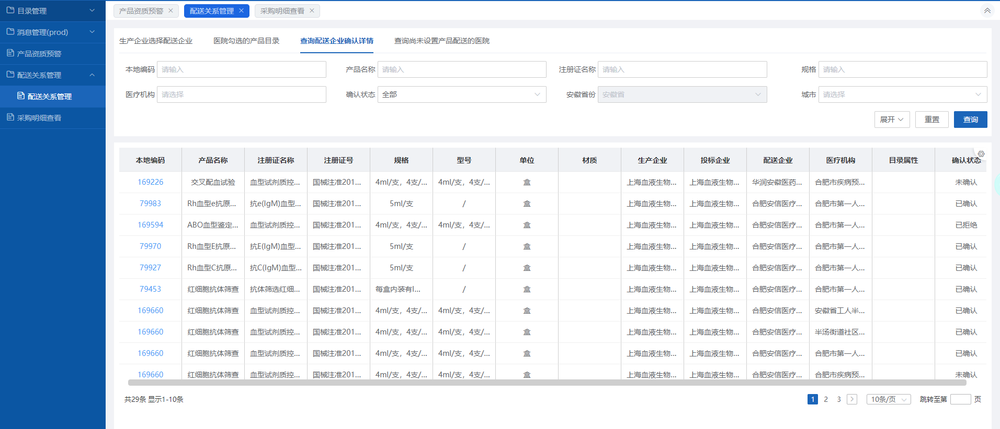 目录管理
消息管理(prod)
产品资质预警
配送关系管理
配送关系管理
采购明细查看
产品资质预警 配送关系管理 采购明细查看
生产企业选择配送企业 医院勾选的产品目录 查询配送企业确认详情 查询尚未设置产品配送的医院
本地编码 请输入 产品名称 请输入 注册证名称 请输入 规格 请输入
医疗机构 请选择 确认状态 全部 安徽省份 安徽省 城市 请选择
展开 重置 查询
本地编码 产品名称 注册证名称 注册证号 规格 型号 单位 材质 生产企业 投标企业 配送企业 医疗机构 目录属性 确认状态
169226 交叉配血试验 血型试剂质控... 国械注准201... 4ml/支，4支/... 4ml/支，4支/... 盒 上海血液生物... 上海血液生物... 华润安徽医药... 合肥市疾病预... 未确认
79983 Rh血型e抗原... 抗e(IgM)血型... 国械注准201... 5ml/支 / 盒 上海血液生物... 上海血液生物... 合肥安信医疗... 合肥市第一人... 已确认
169594 ABO血型鉴定... 血型试剂质控... 国械注准201... 4ml/支，4支/... 4ml/支，4支/... 盒 上海血液生物... 上海血液生物... 合肥安信医疗... 合肥市第一人... 已拒绝
79970 Rh血型E抗原... 抗E(IgM)血型... 国械注准201... 5ml/支 / 盒 上海血液生物... 上海血液生物... 合肥安信医疗... 合肥市第一人... 已确认
79927 Rh血型C抗原... 抗C(IgM)血型... 国械注准201... 5ml/支 / 盒 上海血液生物... 上海血液生物... 合肥安信医疗... 合肥市第一人... 已确认
79453 红细胞抗体筛查 抗体筛选红细... 国械注准201... 每盒内装有I... / 盒 上海血液生物... 上海血液生物... 合肥安信医疗... 合肥市第一人... 已确认
169660 红细胞抗体筛查 血型试剂质控... 国械注准201... 4ml/支，4支/... 4ml/支，4支/... 盒 上海血液生物... 上海血液生物... 合肥安信医疗... 安徽省工人半... 已确认
169660 红细胞抗体筛查 血型试剂质控... 国械注准201... 4ml/支，4支/... 4ml/支，4支/... 盒 上海血液生物... 上海血液生物... 合肥安信医疗... 半汤街道社区... 已确认
169660 红细胞抗体筛查 血型试剂质控... 国械注准201... 4ml/支，4支/... 4ml/支，4支/... 盒 上海血液生物... 上海血液生物... 合肥安信医疗... 合肥市第一人... 已确认
169660 红细胞抗体筛查 血型试剂质控... 国械注准201... 4ml/支，4支/... 4ml/支，4支/... 盒 上海血液生物... 上海血液生物... 合肥安信医疗... 合肥市疾病预... 未确认
共29条 显示1-10条 1 2 3 10条/页 跳转至第 页